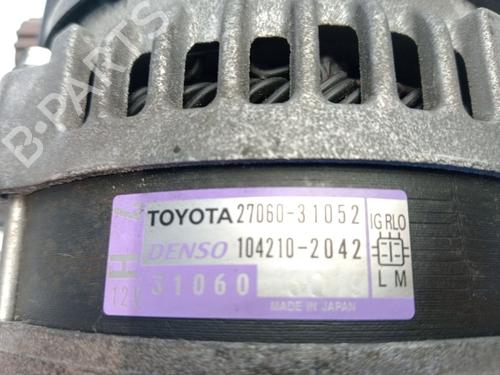 B-PARTS
TOYOTA 27060-31052 IG RLO
DENSO 104210-2042
12V 31060
L M
MADE IN JAPAN